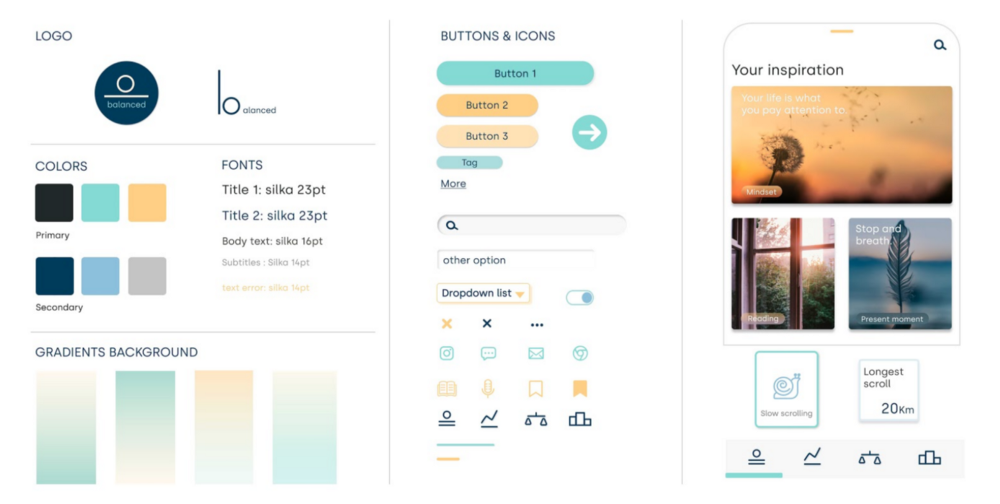 LOGO
balanced
b alanced
COLORS
Primary
Secondary
FONTS
Title 1: silka 23pt
Title 2: silka 23pt
Body text: silka 16pt
Subtitles : Silka 14pt
text error: silka 14pt
GRADIENTS BACKGROUND
BUTTONS & ICONS
Button 1
Button 2
Button 3
Tag
More
other option
Dropdown list
Your inspiration
Your life is what
you pay attention to.
Mindset
Reading
Stop and
breath.
Present moment
Slow scrolling
Longest
scroll
20Km